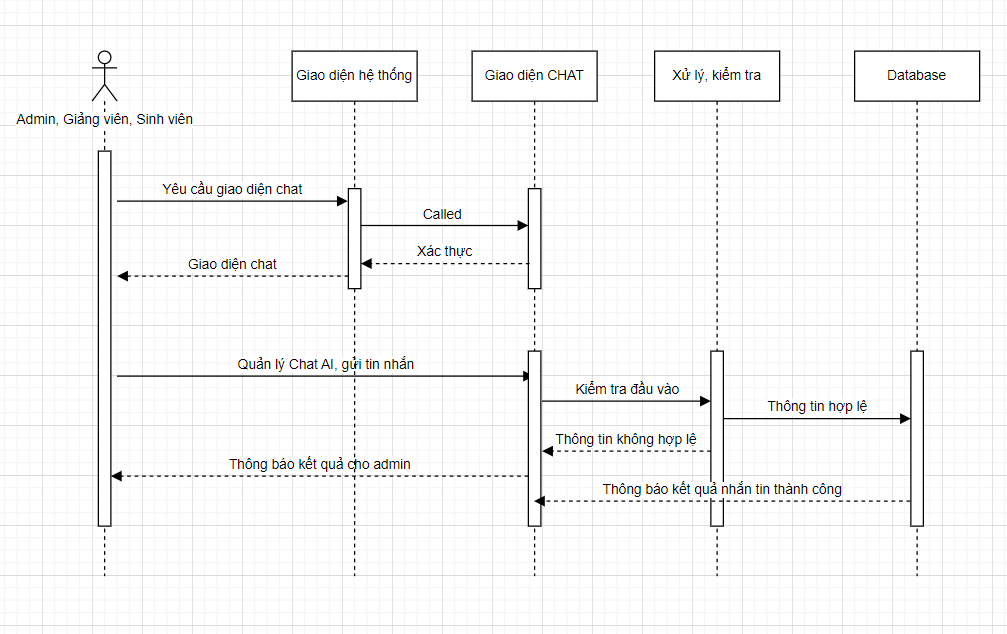 Giao diện hệ thống
Giao diện CHAT
Xử lý, kiểm tra
Database
Admin, Giảng viên, Sinh viên
Yêu cầu giao diện chat
Called
Xác thực
Giao diện chat
Quản lý Chat AI, gửi tin nhắn
Kiểm tra đầu vào
Thông tin hợp lệ
Thông tin không hợp lệ
Thông báo kết quả cho admin
Thông báo kết quả nhắn tin thành công